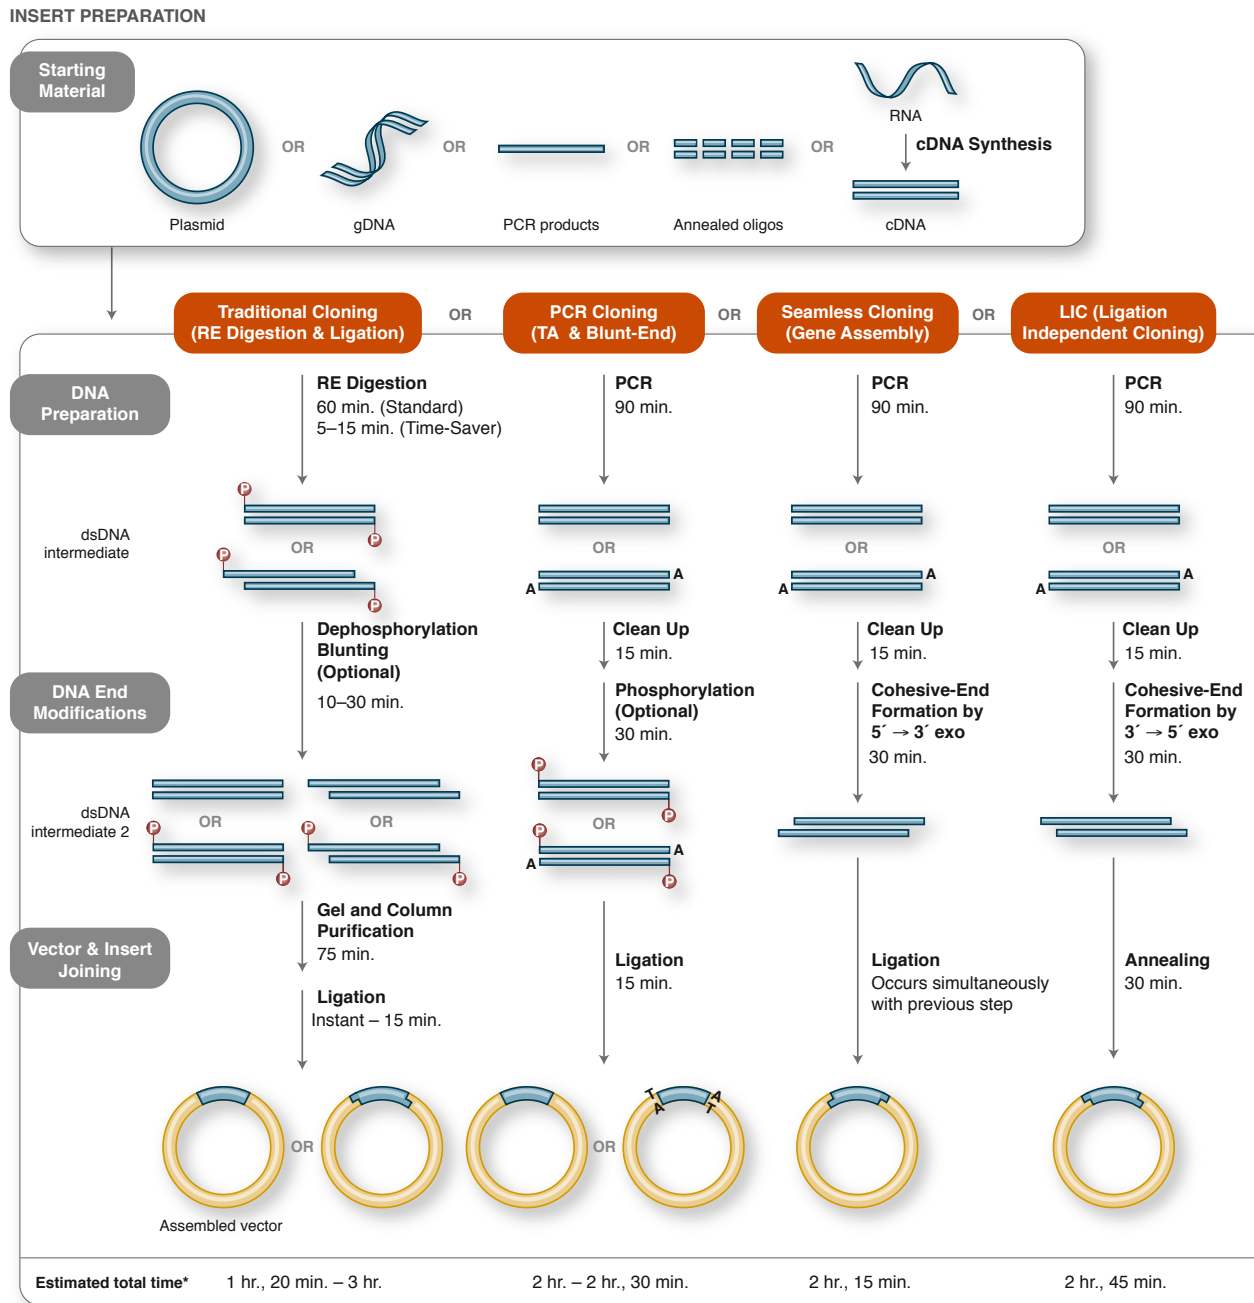 INSERT PREPARATION
Starting
Material
OR
OR
OR
OR
RNA
cDNA Synthesis
Plasmid
gDNA
PCR products
Annealed oligos
cDNA
Traditional Cloning
(RE Digestion & Ligation)
OR
PCR Cloning
(TA & Blunt-End)
OR
Seamless Cloning
(Gene Assembly)
OR
LIC (Ligation
Independent Cloning)
DNA
Preparation
RE Digestion
60 min. (Standard)
5–15 min. (Time-Saver)
PCR
90 min.
PCR
90 min.
PCR
90 min.
dsDNA
intermediate
P
P
OR
P
P
OR
A
A
OR
A
A
OR
A
A
DNA End
Modifications
Dephosphorylation
Blunting
(Optional)
10–30 min.
Clean Up
15 min.
Phosphorylation
(Optional)
30 min.
Clean Up
15 min.
Cohesive-End
Formation by
5´ → 3´ exo
30 min.
Clean Up
15 min.
Cohesive-End
Formation by
3´ → 5´ exo
30 min.
dsDNA
intermediate 2
OR
P
P
OR
P
P
P
P
OR
P
A
A
P
Vector & Insert
Joining
Gel and Column
Purification
75 min.
Ligation
Instant – 15 min.
Ligation
15 min.
Ligation
Occurs simultaneously
with previous step
Annealing
30 min.
OR
OR
T
A
A
T
Assembled vector
Estimated total time*
1 hr., 20 min. – 3 hr.
2 hr. – 2 hr., 30 min.
2 hr., 15 min.
2 hr., 45 min.